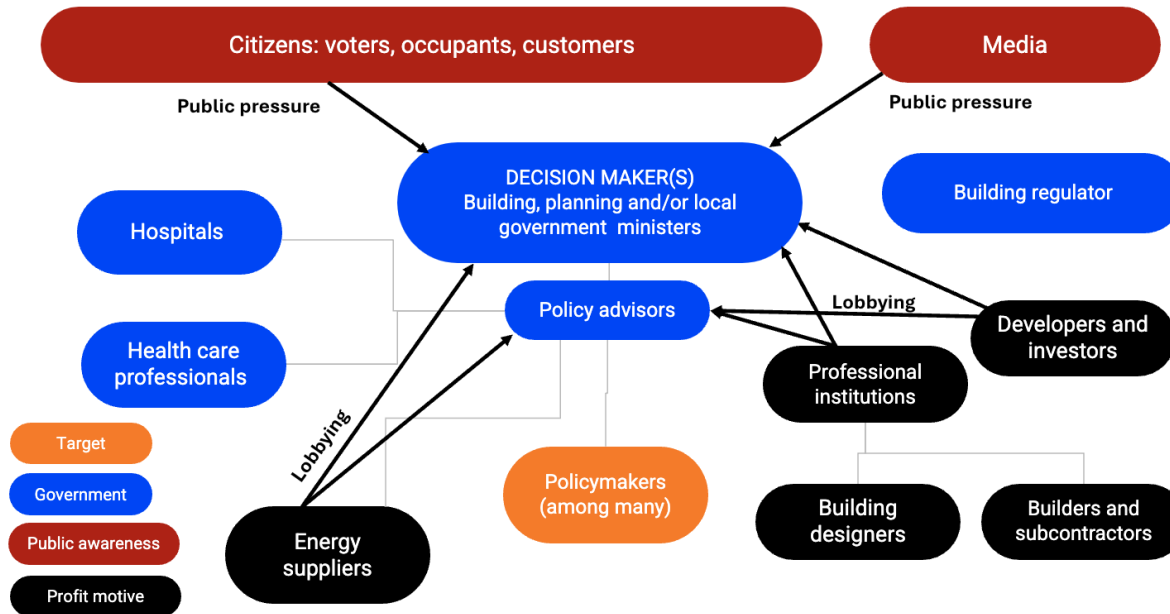 Citizens: voters, occupants, customers
Media
Public pressure
Public pressure
DECISION MAKER(S)
Building, planning and/or local
government ministers
Building regulator
Hospitals
Policy advisors
Lobbying
Developers and
investors
Health care
professionals
Professional
institutions
Lobbying
Target
Government
Public awareness
Profit motive
Policymakers
(among many)
Energy
suppliers
Building
designers
Builders and
subcontractors